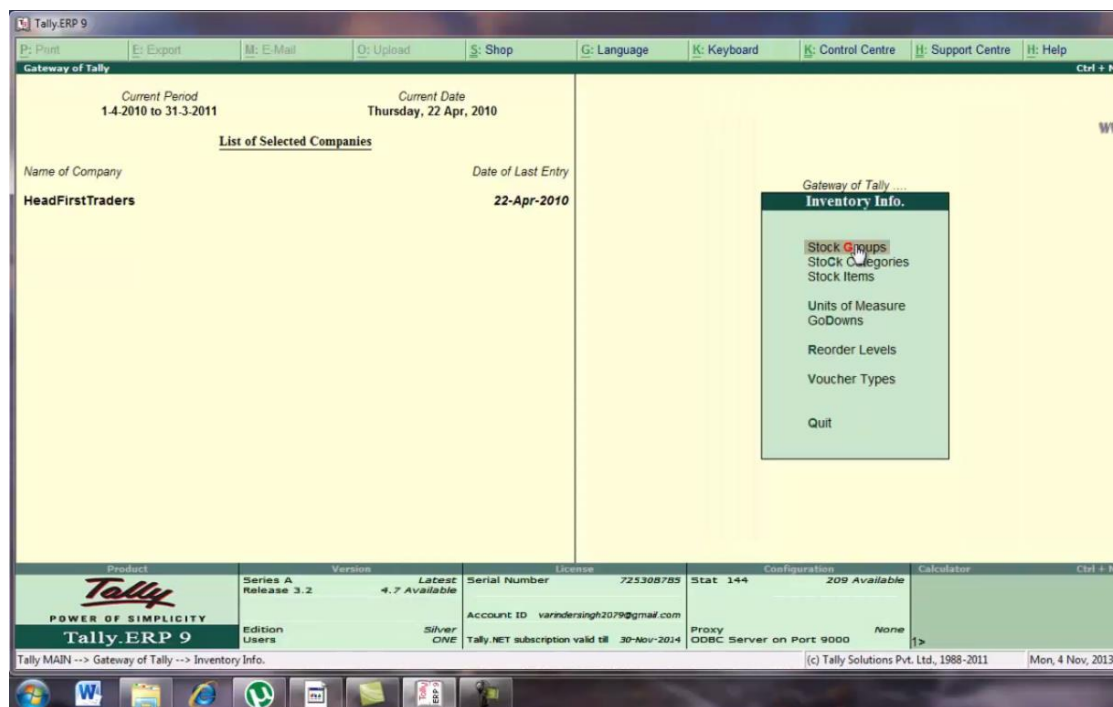 Tally.ERP 9
P: Print E: Export M: E-Mail O: Upload S: Shop G: Language K: Keyboard K: Control Centre H: Support Centre H: Help
Gateway of Tally Ctrl +
Current Period Current Date
1-4-2010 to 31-3-2011 Thursday, 22 Apr, 2010
List of Selected Companies
Name of Company Date of Last Entry
HeadFirstTraders 22-Apr-2010
Gateway of Tally ....
Inventory Info.
Stock Groups
StoCk Categories
Stock Items
Units of Measure
GoDowns
Reorder Levels
Voucher Types
Quit
Product Version License Configuration Calculator Ctrl +
Tally
POWER OF SIMPLICITY
Tally.ERP 9
Series A Latest
Release 3.2 4.7 Available
Edition Silver
Users ONE
Serial Number 725308785
Account ID varindersingh2079@gmail.com
Tally.NET subscription valid till 30-Nov-2014
Stat 144 209 Available
Proxy None
ODBC Server on Port 9000
1>
Tally MAIN --> Gateway of Tally --> Inventory Info. (c) Tally Solutions Pvt. Ltd., 1988-2011 Mon, 4 Nov, 2013
W
Tally
ERP 9